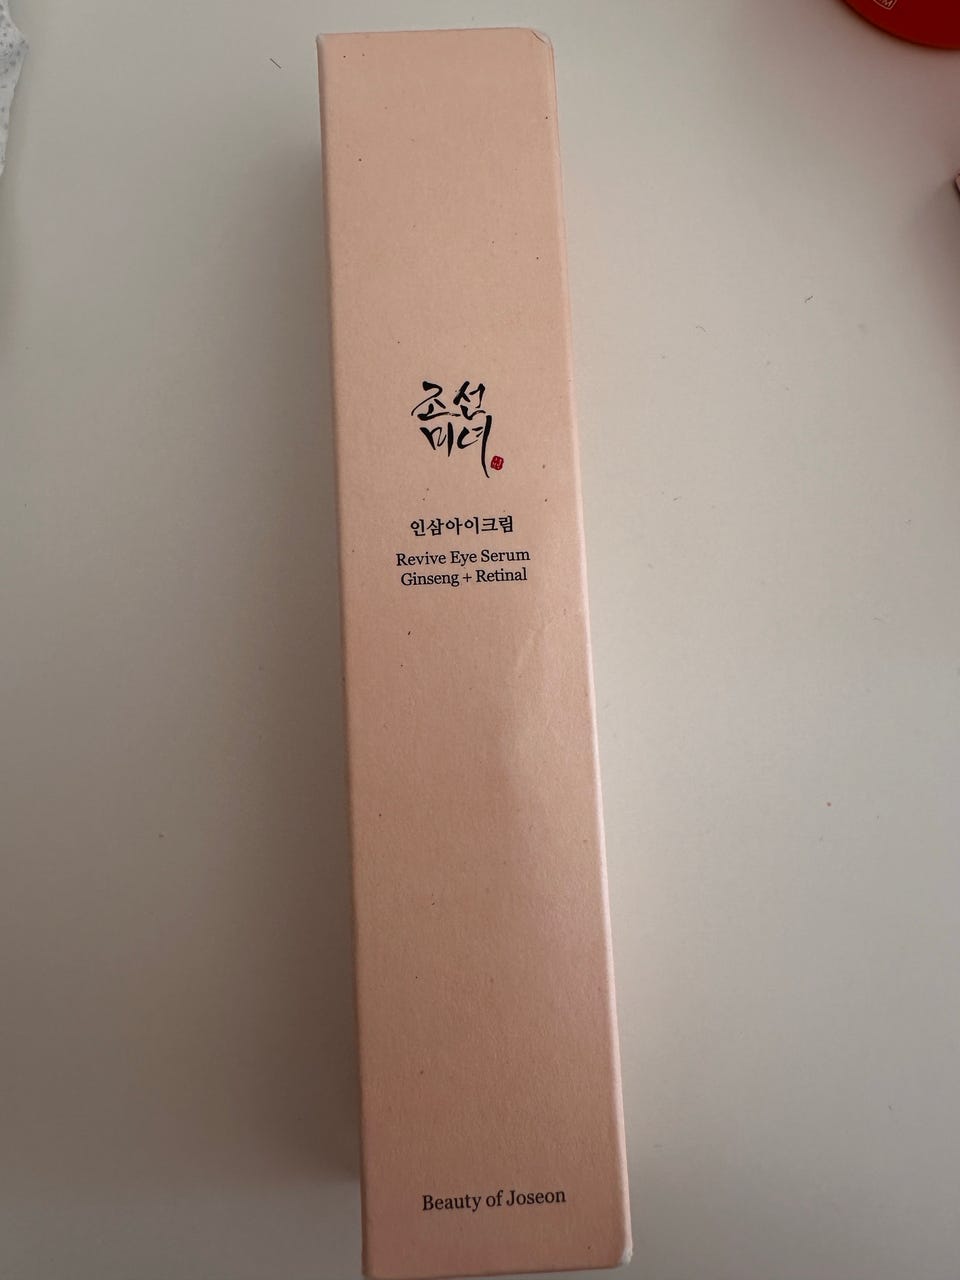 조선
미녀
인삼아이크림
Revive Eye Serum
Ginseng + Retinal
Beauty of Joseon